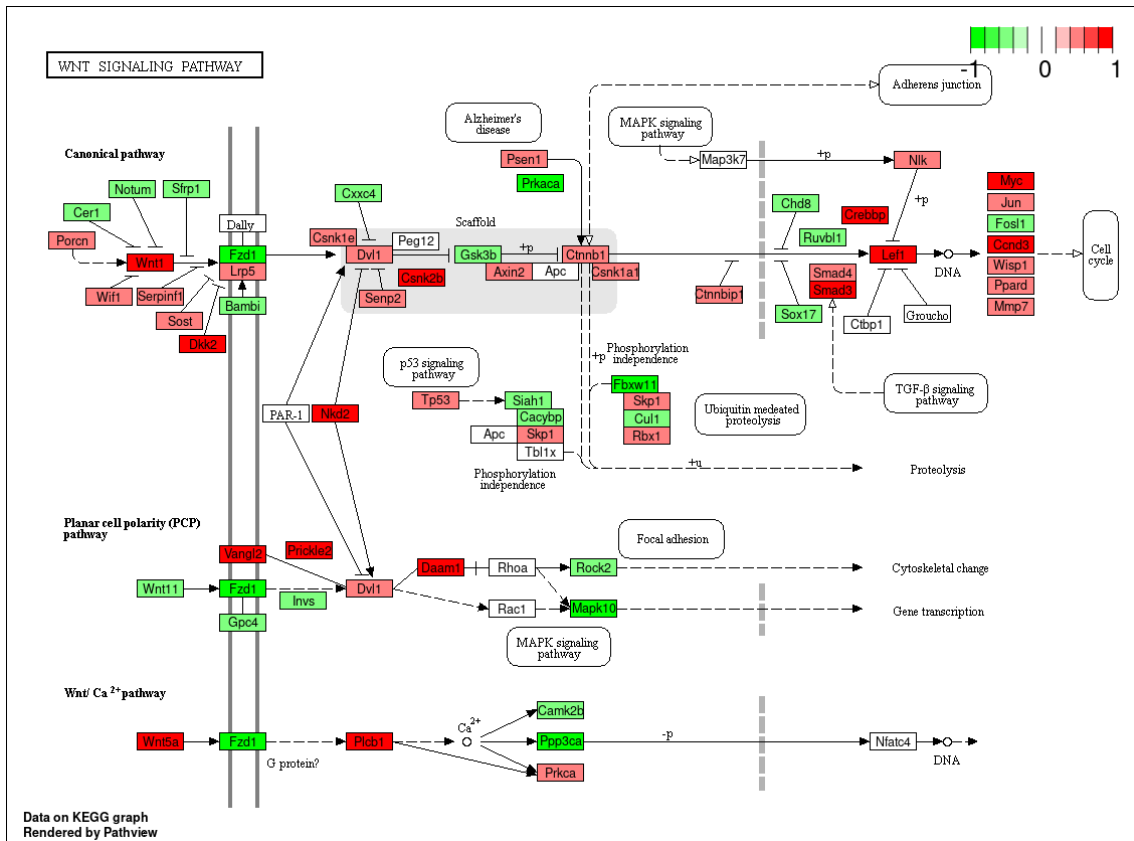 WNT SIGNALING PATHWAY
-1 0 1
Adherens junction
Alzheimer's
disease
MAPK signaling
pathway
Canonical pathway
Psen1
Map3k7
+p
Nlk
Prkaca
Notum
Sfrp1
Cxxc4
Cer1
Chd8
Crebbp
+p
Myc
Jun
Fosl1
Ccnd3
Wisp1
Ppard
Mmp7
Dally
Scaffold
Porcn
Csnk1e
Peg12
Ruvbl1
Wnt1
Fzd1
Dvl1
Gsk3b
+p
Ctnnb1
Lef1
DNA
Cell
cycle
Lrp5
Axin2
Apc
Csnk1a1
Smad4
Csnk2b
Wif1
Serpinf1
Senp2
Ctnnbip1
Smad3
Bambi
Sost
Sox17
Ctbp1
Groucho
Dkk2
+p
Phosphorylation
independence
p53 signaling
pathway
TGF-β signaling
pathway
Fbxw11
Tp53
Siah1
Skp1
Ubiquitin medeated
proteolysis
PAR-1
Nkd2
Cacybp
Cul1
Apc
Skp1
Rbx1
Tbl1x
+u
Proteolysis
Phosphorylation
independence
Planar cell polarity (PCP)
pathway
Focal adhesion
Vangl2
Prickle2
Daam1
Rhoa
Rock2
Cytoskeletal change
Wnt11
Fzd1
Invs
Dvl1
Gpc4
Rac1
Mapk10
Gene transcription
MAPK signaling
pathway
Wnt/ Ca 2+ pathway
Camk2b
Ca2+
Wnt5a
Fzd1
Plcb1
Ppp3ca
-p
Nfatc4
DNA
G protein?
Prkca
Data on KEGG graph
Rendered by Pathview